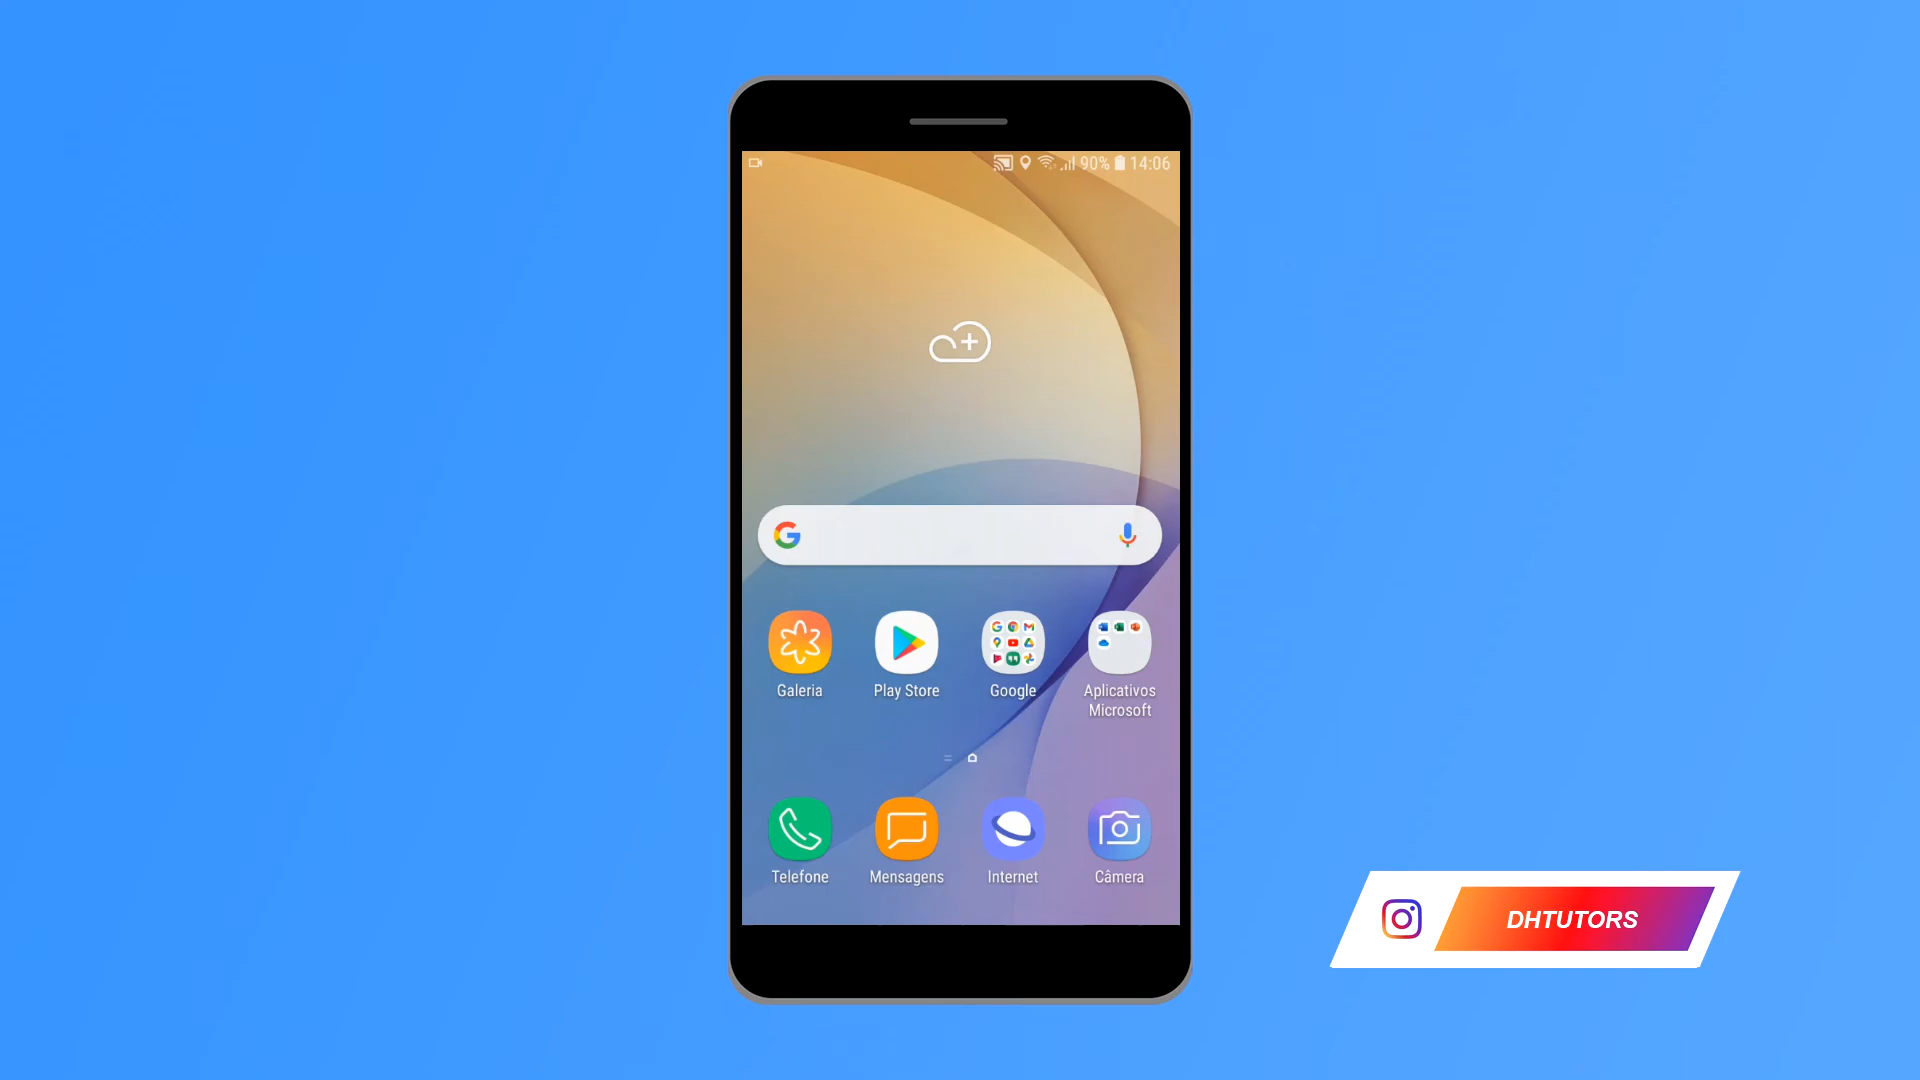 90% 14:06
Galeria
Play Store
Google
Aplicativos
Microsoft
Telefone
Mensagens
Internet
Câmera
DHTUTORS